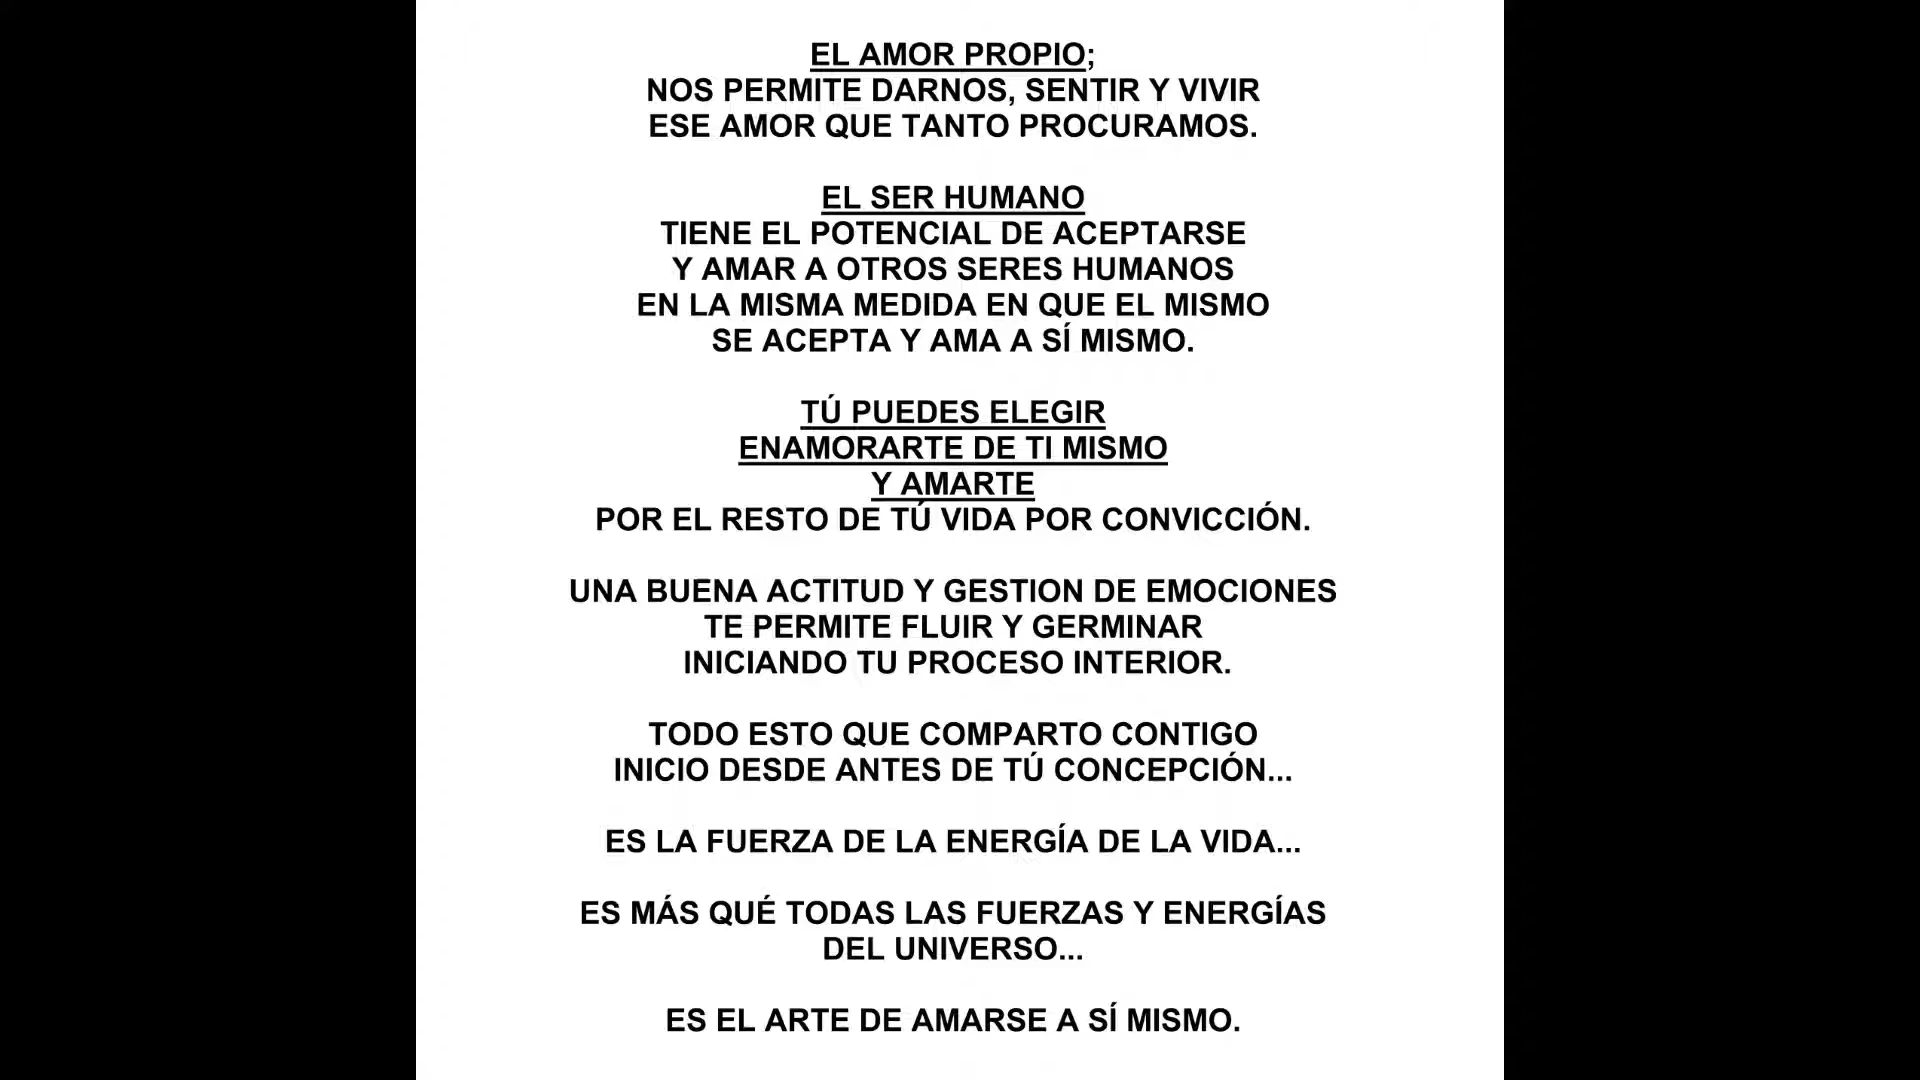 EL AMOR PROPIO;
NOS PERMITE DARNOS, SENTIR Y VIVIR
ESE AMOR QUE TANTO PROCURAMOS.
EL SER HUMANO
TIENE EL POTENCIAL DE ACEPTARSE
Y AMAR A OTROS SERES HUMANOS
EN LA MISMA MEDIDA EN QUE EL MISMO
SE ACEPTA Y AMA A SÍ MISMO.
TÚ PUEDES ELEGIR
ENAMORARTE DE TI MISMO
Y AMARTE
POR EL RESTO DE TÚ VIDA POR CONVICCIÓN.
UNA BUENA ACTITUD Y GESTION DE EMOCIONES
TE PERMITE FLUIR Y GERMINAR
INICIANDO TU PROCESO INTERIOR.
TODO ESTO QUE COMPARTO CONTIGO
INICIO DESDE ANTES DE TÚ CONCEPCIÓN...
ES LA FUERZA DE LA ENERGÍA DE LA VIDA...
ES MÁS QUÉ TODAS LAS FUERZAS Y ENERGÍAS
DEL UNIVERSO...
ES EL ARTE DE AMARSE A SÍ MISMO.